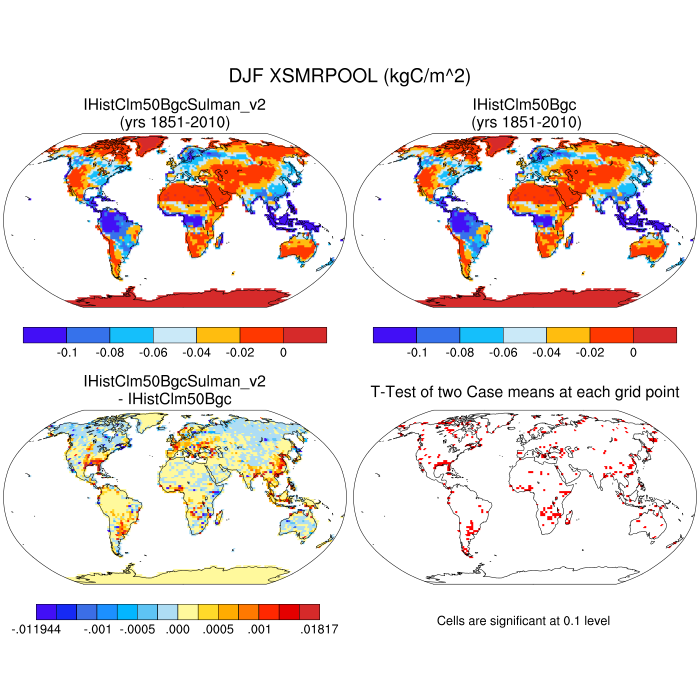 DJF XSMRPOOL (kgC/m^2)
IHistClm50BgcSulman_v2
(yrs 1851-2010)
IHistClm50Bgc
(yrs 1851-2010)
-0.1 -0.08 -0.06 -0.04 -0.02 0
-0.1 -0.08 -0.06 -0.04 -0.02 0
IHistClm50BgcSulman_v2
- IHistClm50Bgc
T-Test of two Case means at each grid point
-.011944 -.001 -.0005 .000 .0005 .001 .01817
Cells are significant at 0.1 level